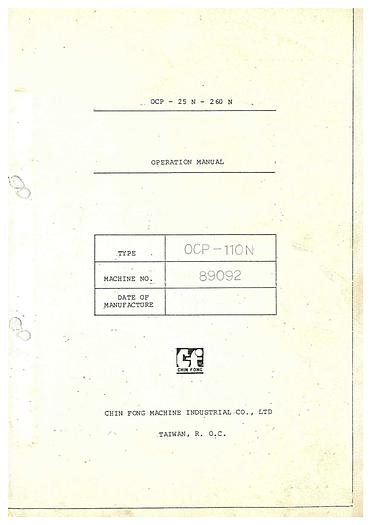 OCP - 25 N - 260 N
OPERATION MANUAL
TYPE OCP-110N
MACHINE NO. 89092
DATE OF
MANUFACTURE
CHIN FONG
CHIN FONG MACHINE INDUSTRIAL CO., LTD
TAIWAN, R. O.C.